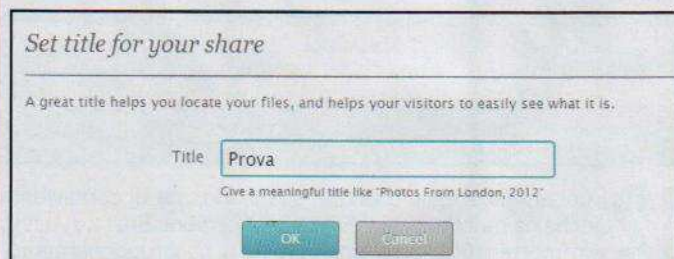 Set title for your share
A great title helps you locate your files, and helps your visitors to easily see what it is.
Title Prova
Give a meaningful title like "Photos From London, 2012"
OK Cancel